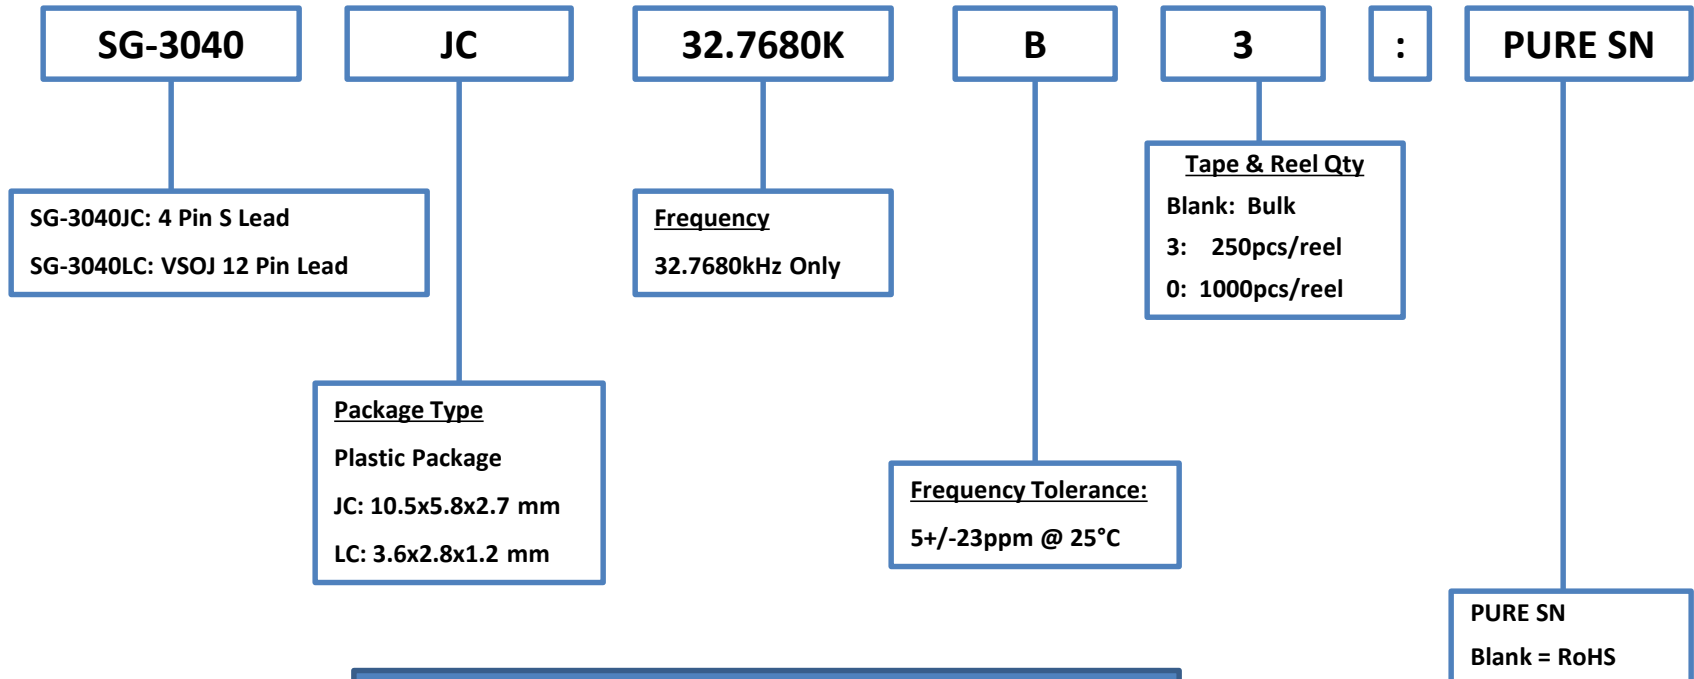 SG-3040 JC 32.7680K B 3 : PURE SN
SG-3040JC: 4 Pin S Lead
SG-3040LC: VSOJ 12 Pin Lead
Frequency
32.7680kHz Only
Tape & Reel Qty
Blank: Bulk
3: 250pcs/reel
0: 1000pcs/reel
Package Type
Plastic Package
JC: 10.5x5.8x2.7 mm
LC: 3.6x2.8x1.2 mm
Frequency Tolerance:
5+/-23ppm @ 25°C
PURE SN
Blank = RoHS